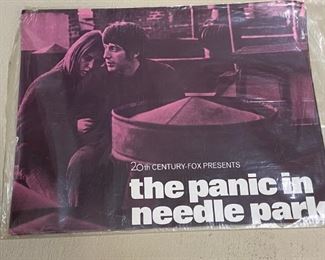 20th CENTURY-FOX PRESENTS
the panic in
needle park